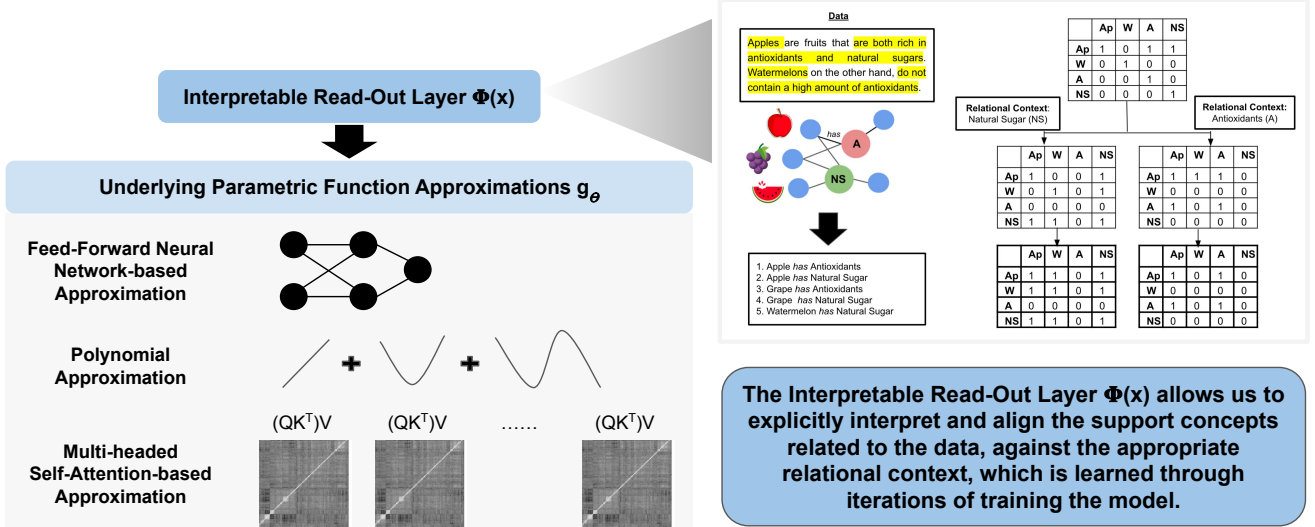 Interpretable Read-Out Layer Φ(x)
Underlying Parametric Function Approximations gθ
Feed-Forward Neural
Network-based
Approximation
Polynomial
Approximation
+ +
Multi-headed
Self-Attention-based
Approximation
(QKᵀ)V (QKᵀ)V ...... (QKᵀ)V
Data
Apples are fruits that are both rich in
antioxidants and natural sugars.
Watermelons on the other hand, do not
contain a high amount of antioxidants.
has
A
NS
1. Apple has Antioxidants
2. Apple has Natural Sugar
3. Grape has Antioxidants
4. Grape has Natural Sugar
5. Watermelon has Natural Sugar
Ap W A NS
Ap 1 0 1 1
W 0 1 0 0
A 0 0 1 0
NS 0 0 0 1
Relational Context:
Natural Sugar (NS)
Relational Context:
Antioxidants (A)
Ap W A NS
Ap 1 0 0 1
W 0 1 0 1
A 0 0 0 0
NS 1 1 0 1
Ap W A NS
Ap 1 1 1 0
W 0 0 0 0
A 1 0 1 0
NS 0 0 0 0
Ap W A NS
Ap 1 1 0 1
W 1 1 0 1
A 0 0 0 0
NS 1 1 0 1
Ap W A NS
Ap 1 0 1 0
W 0 0 0 0
A 1 0 1 0
NS 0 0 0 0
The Interpretable Read-Out Layer Φ(x) allows us to
explicitly interpret and align the support concepts
related to the data, against the appropriate
relational context, which is learned through
iterations of training the model.